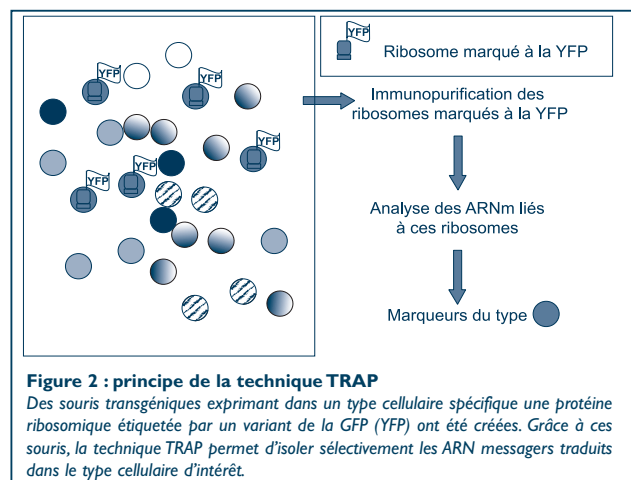 YFP
Ribosome marqué à la YFP
YFP
YFP
YFP
YFP
YFP
Immunopurification des
ribosomes marqués à la YFP
Analyse des ARNm liés
à ces ribosomes
Marqueurs du type
Figure 2 : principe de la technique TRAP
Des souris transgéniques exprimant dans un type cellulaire spécifique une protéine
ribosomique étiquetée par un variant de la GFP (YFP) ont été créées. Grâce à ces
souris, la technique TRAP permet d'isoler sélectivement les ARN messagers traduits
dans le type cellulaire d'intérêt.